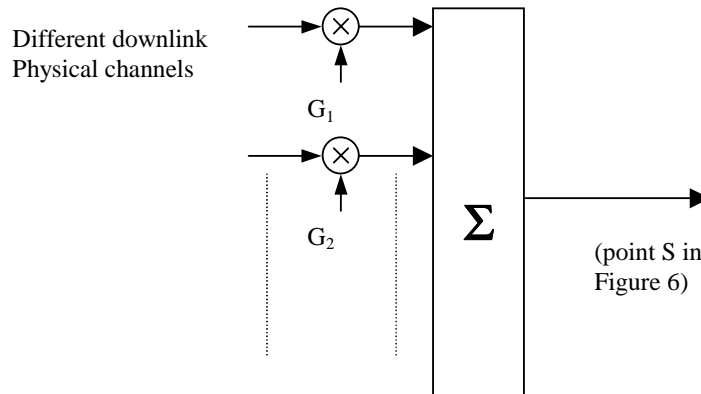 Different downlink
Physical channels
G1
G2
Σ
(point S in
Figure 6)